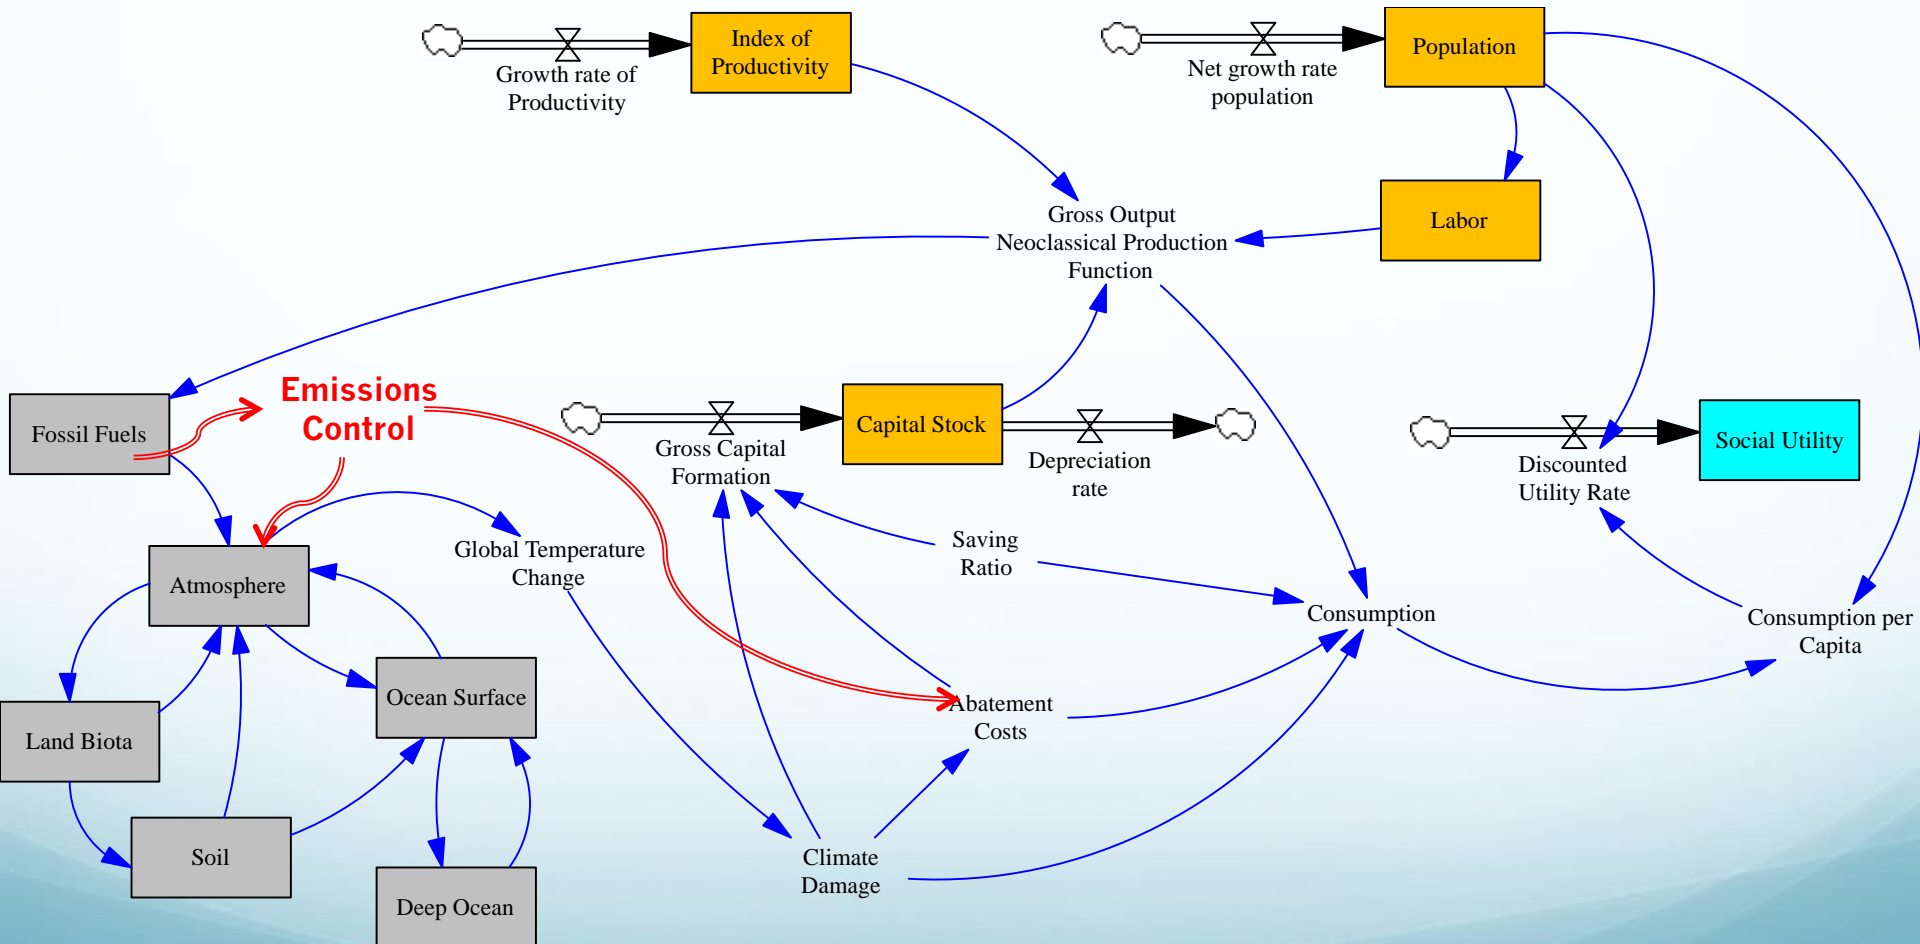 Index of
Productivity
Growth rate of
Productivity
Population
Net growth rate
population
Labor
Gross Output
Neoclassical Production
Function
Fossil Fuels
Emissions
Control
Capital Stock
Gross Capital
Formation
Depreciation
rate
Social Utility
Discounted
Utility Rate
Global Temperature
Change
Saving
Ratio
Atmosphere
Consumption
Consumption per
Capita
Ocean Surface
Abatement
Costs
Land Biota
Soil
Climate
Damage
Deep Ocean